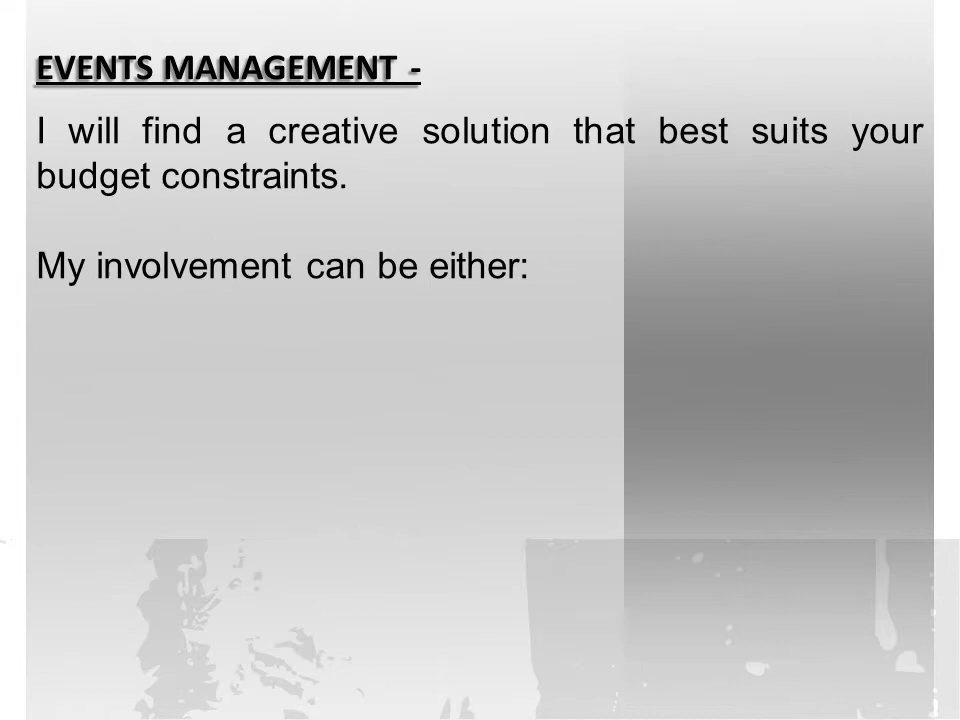 EVENTS MANAGEMENT -
I will find a creative solution that best suits your
budget constraints.
My involvement can be either: